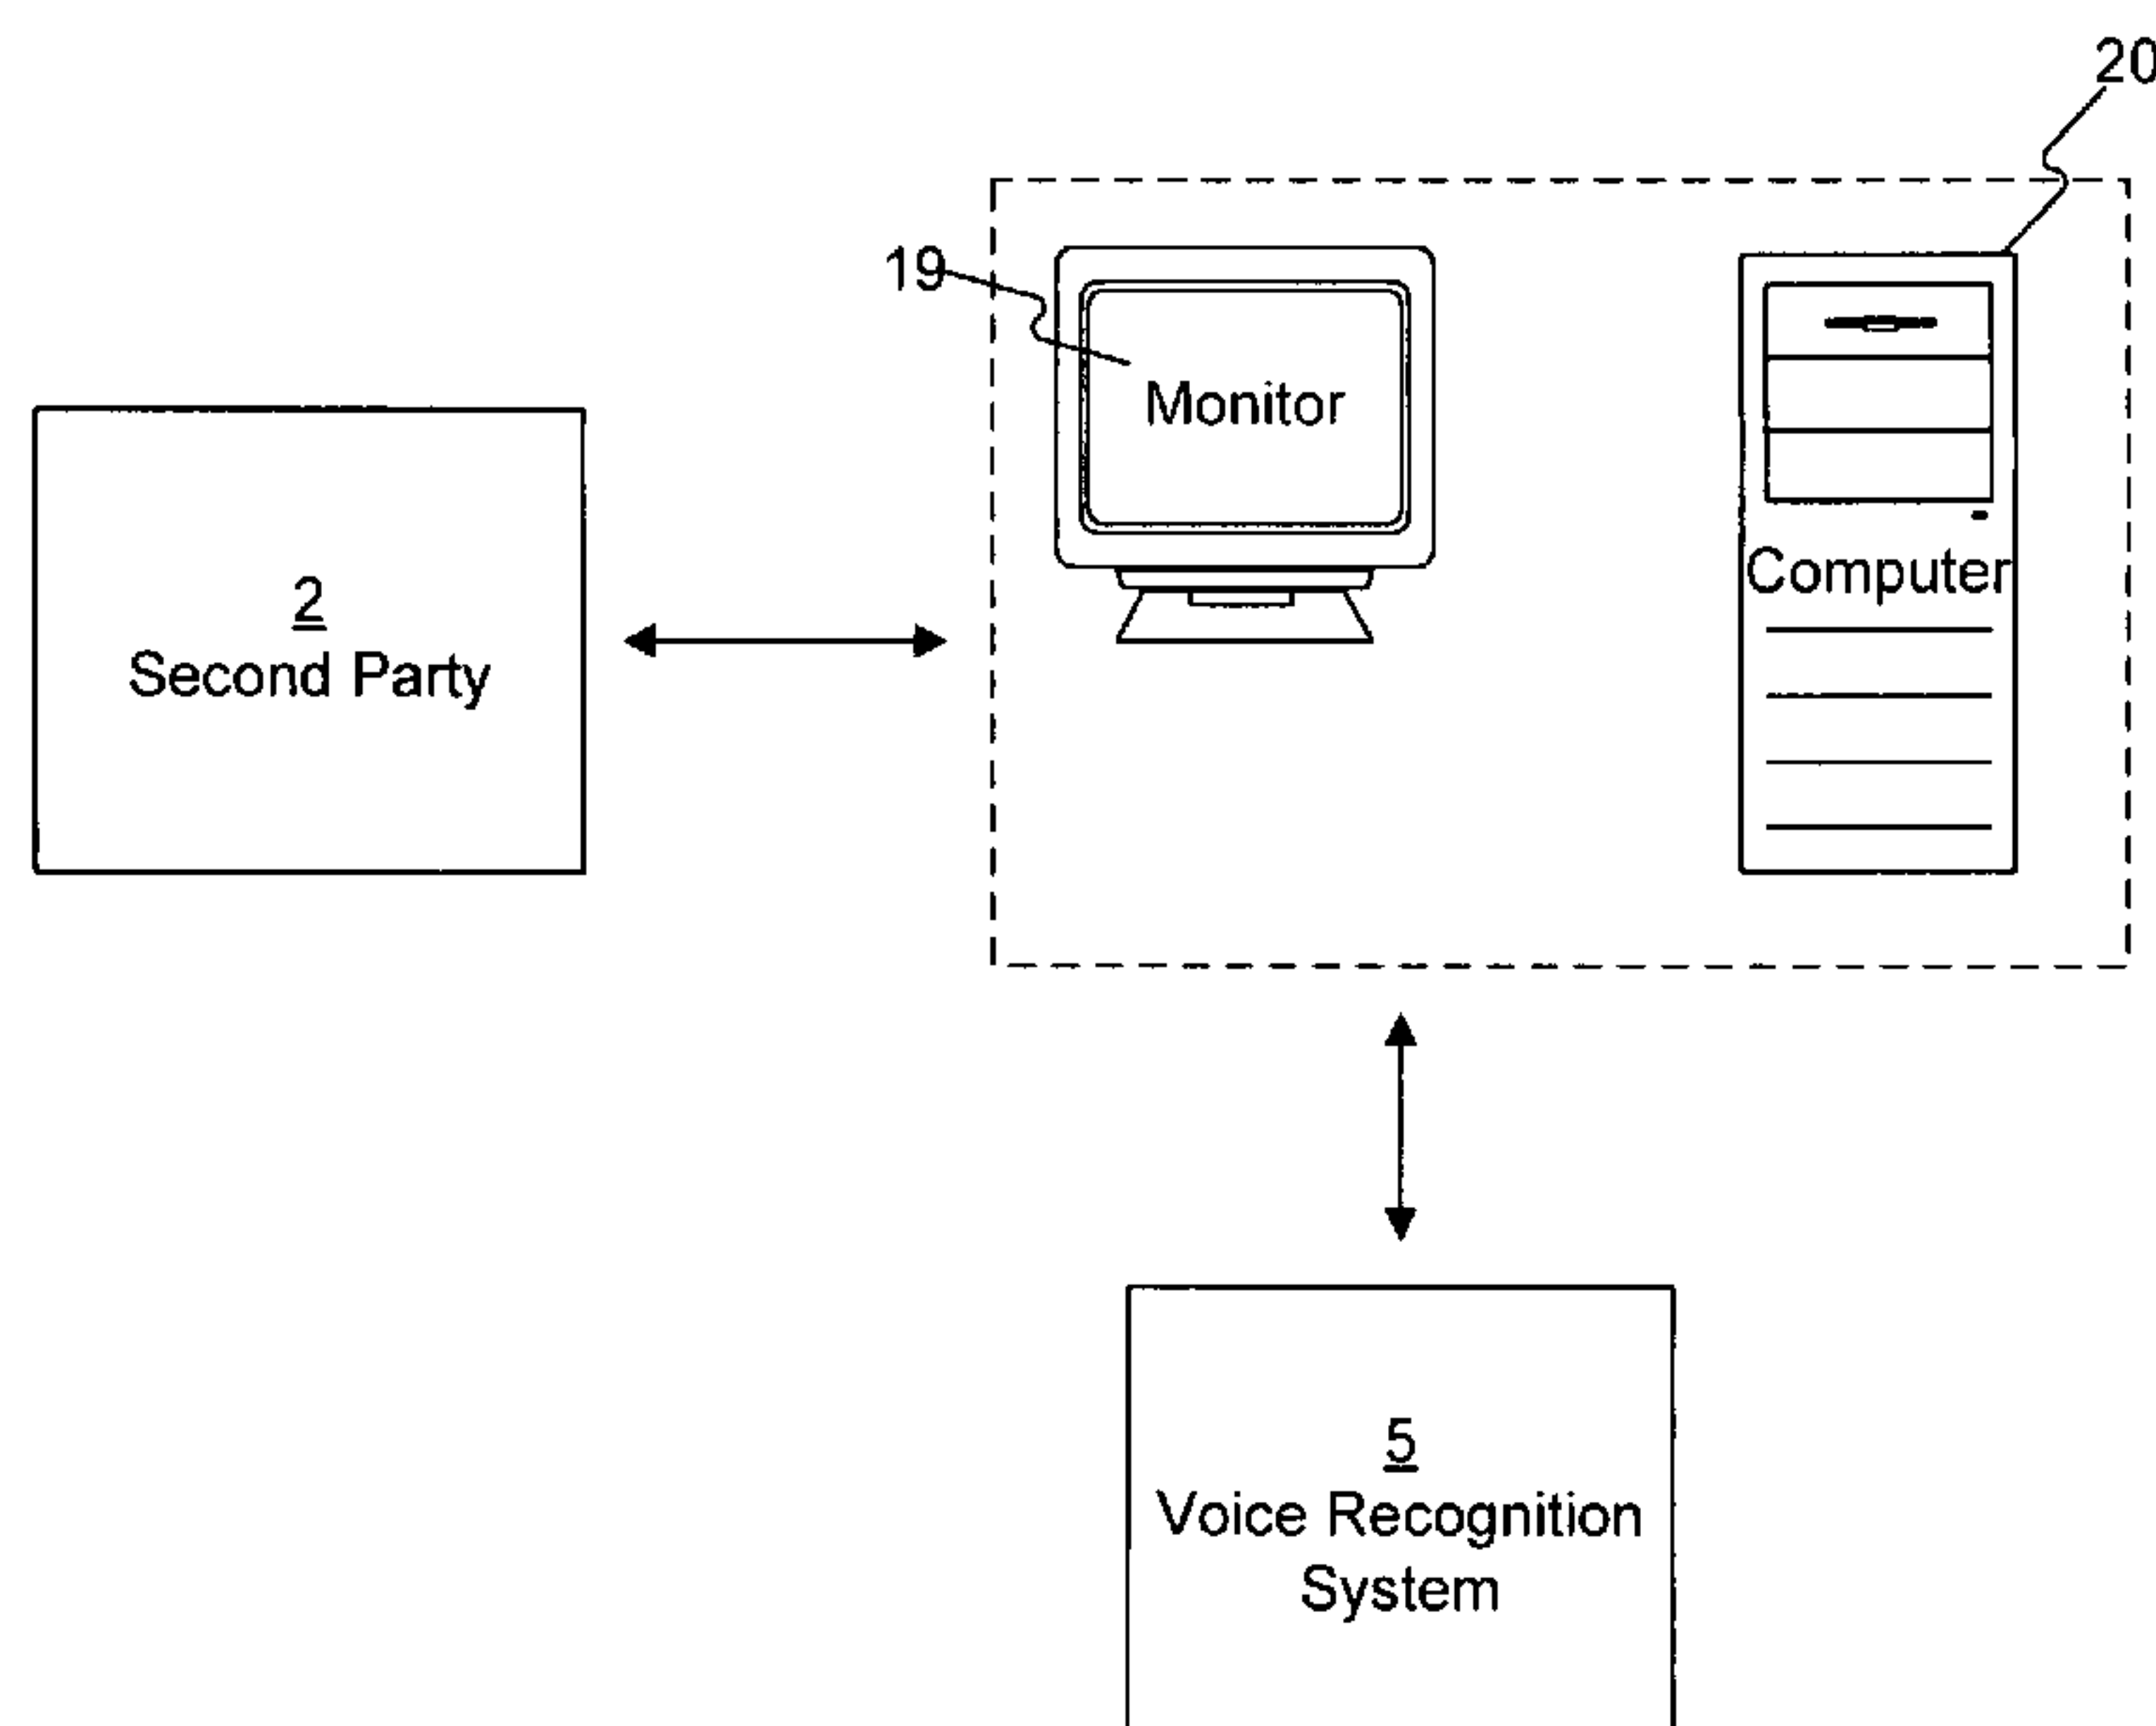 20
19
Monitor
Computer
2
Second Party
5
Voice Recognition
System